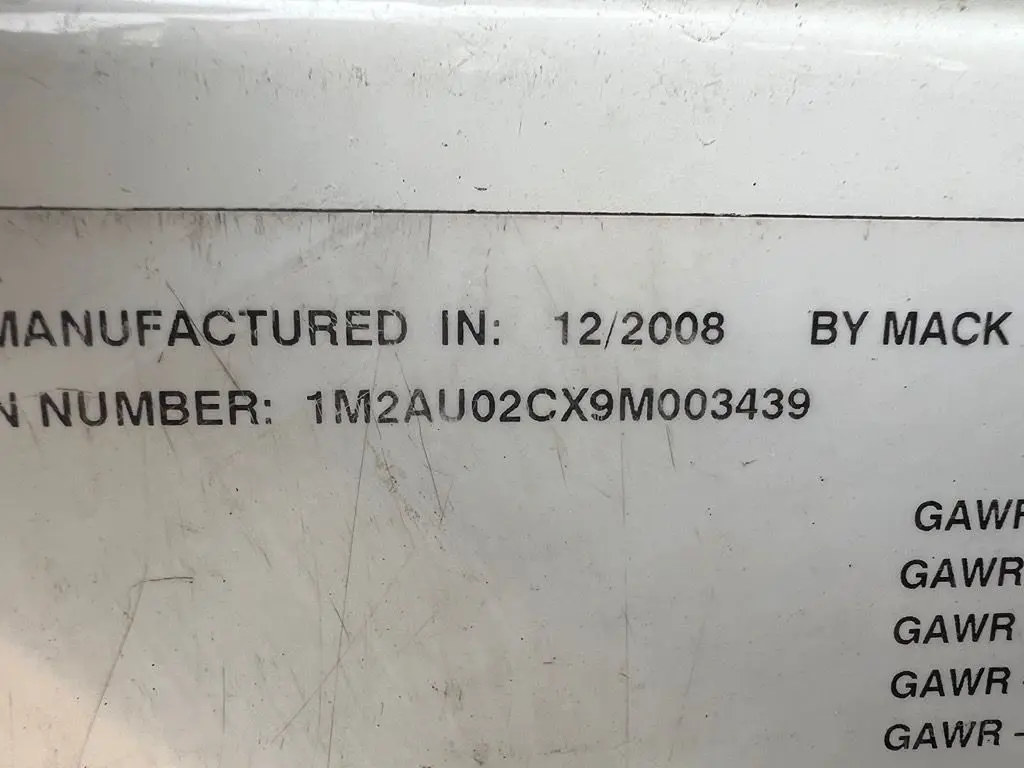 MANUFACTURED IN: 12/2008 BY MACK
N NUMBER: 1M2AU02CX9M003439
GAWR
GAWR
GAWR
GAWR -
GAWR -